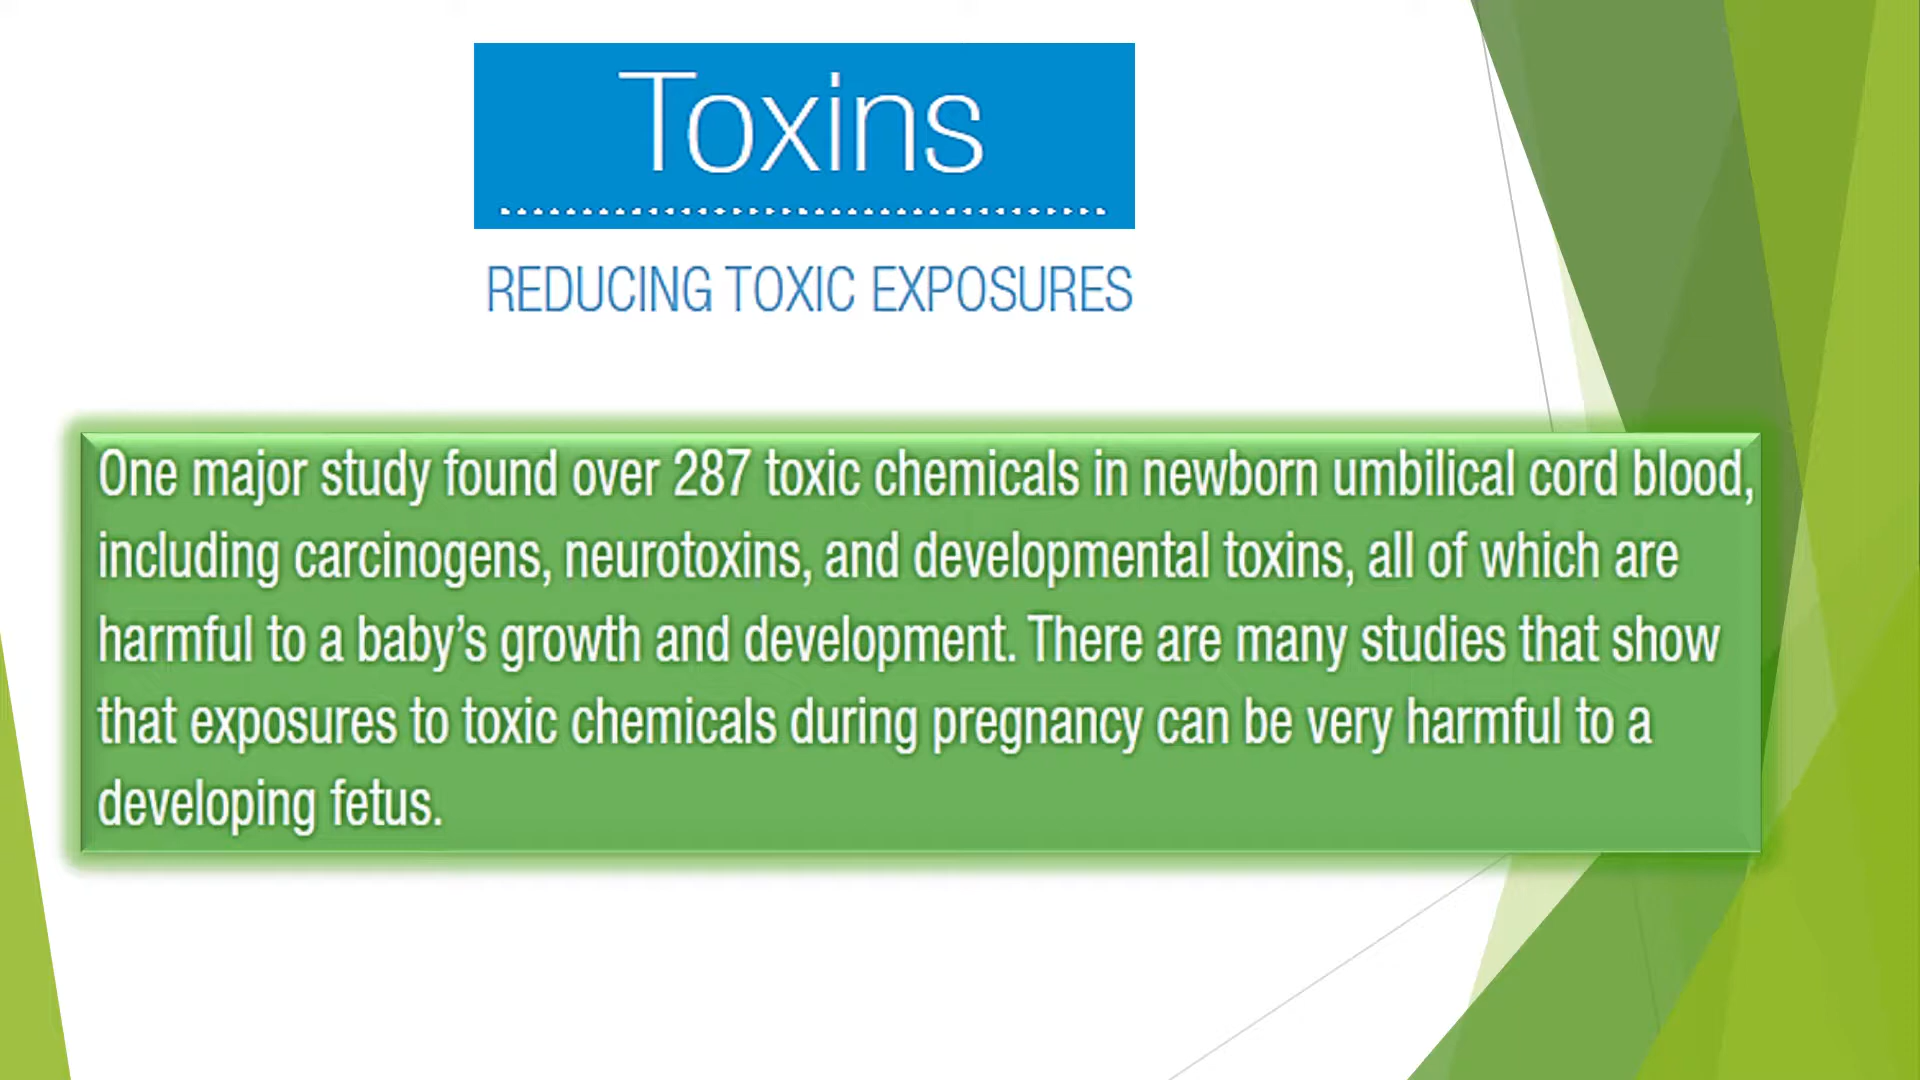 Toxins
REDUCING TOXIC EXPOSURES
One major study found over 287 toxic chemicals in newborn umbilical cord blood,
including carcinogens, neurotoxins, and developmental toxins, all of which are
harmful to a baby’s growth and development. There are many studies that show
that exposures to toxic chemicals during pregnancy can be very harmful to a
developing fetus.